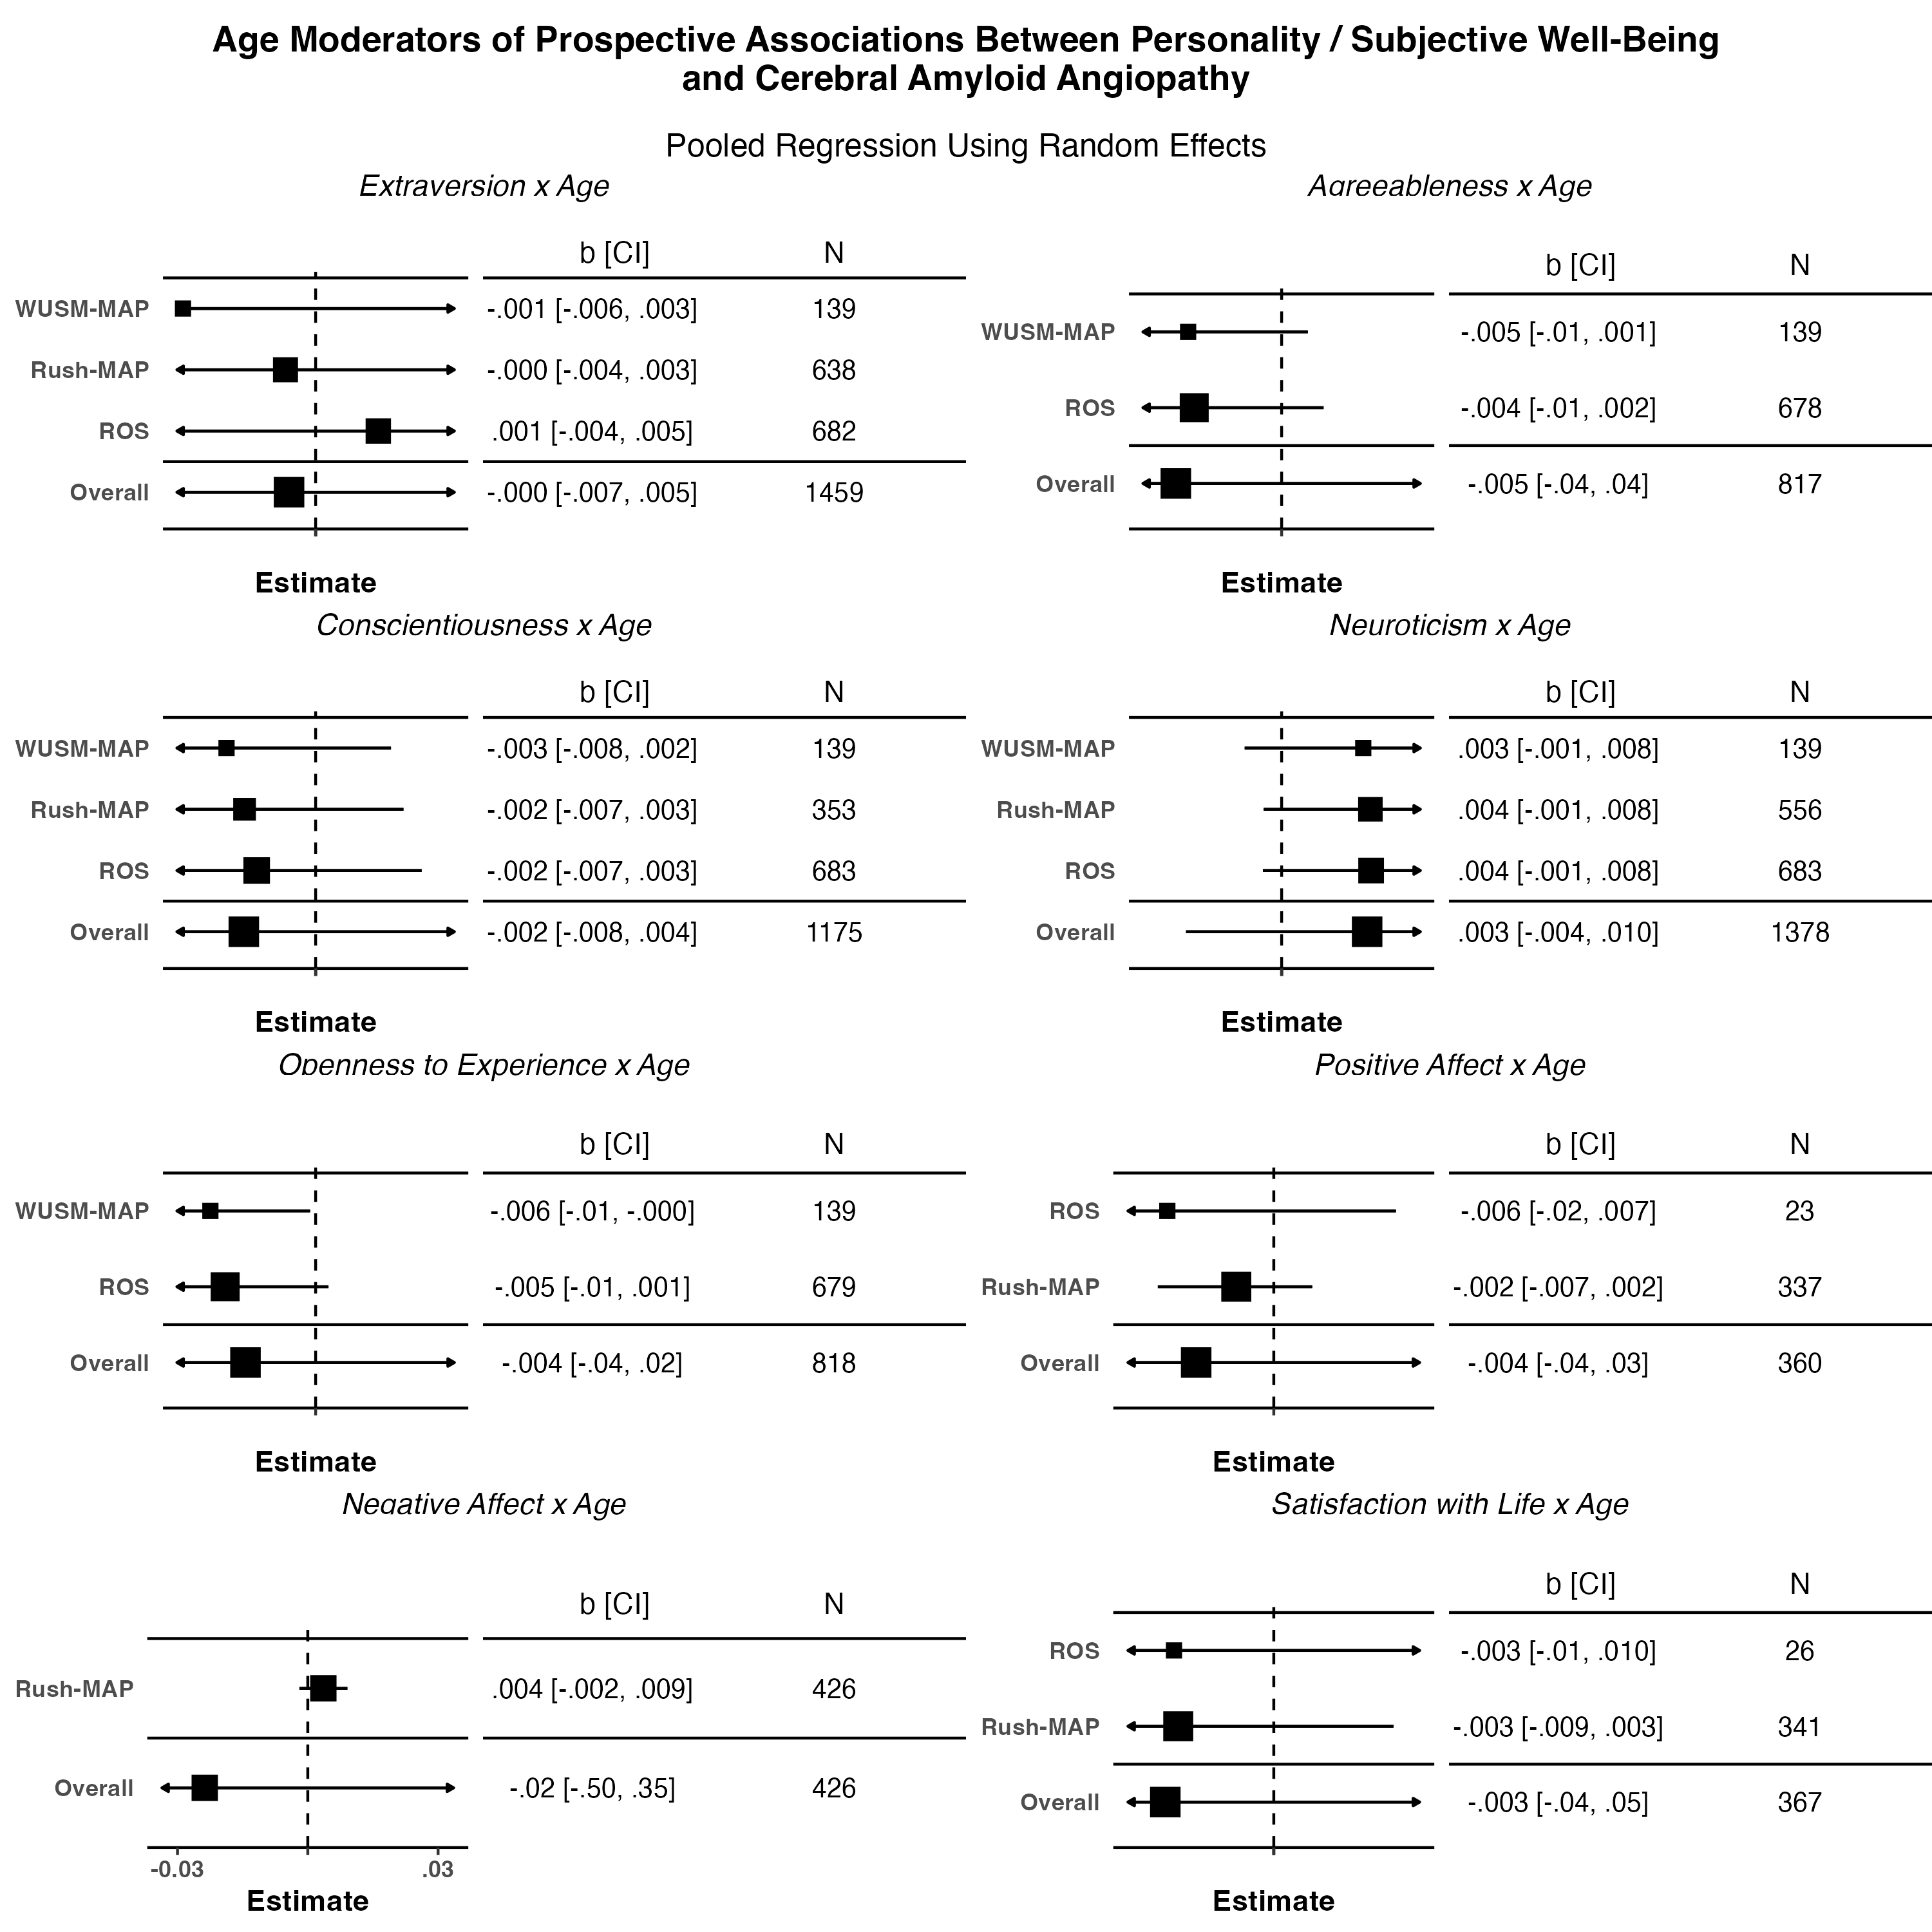 Age Moderators of Prospective Associations Between Personality / Subjective Well-Being
and Cerebral Amyloid Angiopathy
Pooled Regression Using Random Effects
Extraversion x Age
b [CI] N
WUSM-MAP -.001 [-.006, .003] 139
Rush-MAP -.000 [-.004, .003] 638
ROS .001 [-.004, .005] 682
Overall -.000 [-.007, .005] 1459
Estimate
Agreeableness x Age
b [CI] N
WUSM-MAP -.005 [-.01, .001] 139
ROS -.004 [-.01, .002] 678
Overall -.005 [-.04, .04] 817
Estimate
Conscientiousness x Age
b [CI] N
WUSM-MAP -.003 [-.008, .002] 139
Rush-MAP -.002 [-.007, .003] 353
ROS -.002 [-.007, .003] 683
Overall -.002 [-.008, .004] 1175
Estimate
Neuroticism x Age
b [CI] N
WUSM-MAP .003 [-.001, .008] 139
Rush-MAP .004 [-.001, .008] 556
ROS .004 [-.001, .008] 683
Overall .003 [-.004, .010] 1378
Estimate
Openness to Experience x Age
b [CI] N
WUSM-MAP -.006 [-.01, -.000] 139
ROS -.005 [-.01, .001] 679
Overall -.004 [-.04, .02] 818
Estimate
Positive Affect x Age
b [CI] N
ROS -.006 [-.02, .007] 23
Rush-MAP -.002 [-.007, .002] 337
Overall -.004 [-.04, .03] 360
Estimate
Negative Affect x Age
b [CI] N
Rush-MAP .004 [-.002, .009] 426
Overall -.02 [-.50, .35] 426
-0.03 .03
Estimate
Satisfaction with Life x Age
b [CI] N
ROS -.003 [-.01, .010] 26
Rush-MAP -.003 [-.009, .003] 341
Overall -.003 [-.04, .05] 367
Estimate